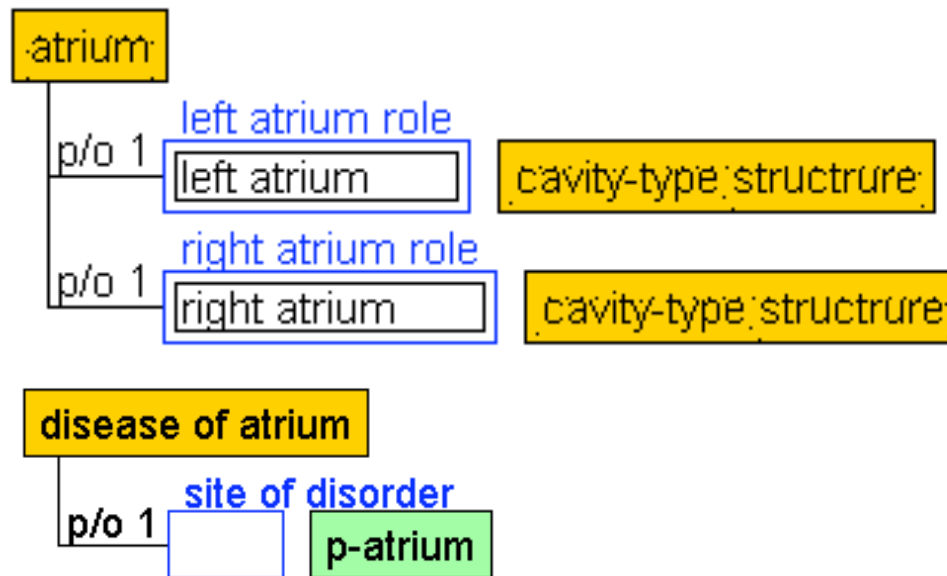 atrium
left atrium role
p/o 1
left atrium
cavity-type structrure
right atrium role
p/o 1
right atrium
cavity-type structrure
disease of atrium
site of disorder
p/o 1
p-atrium